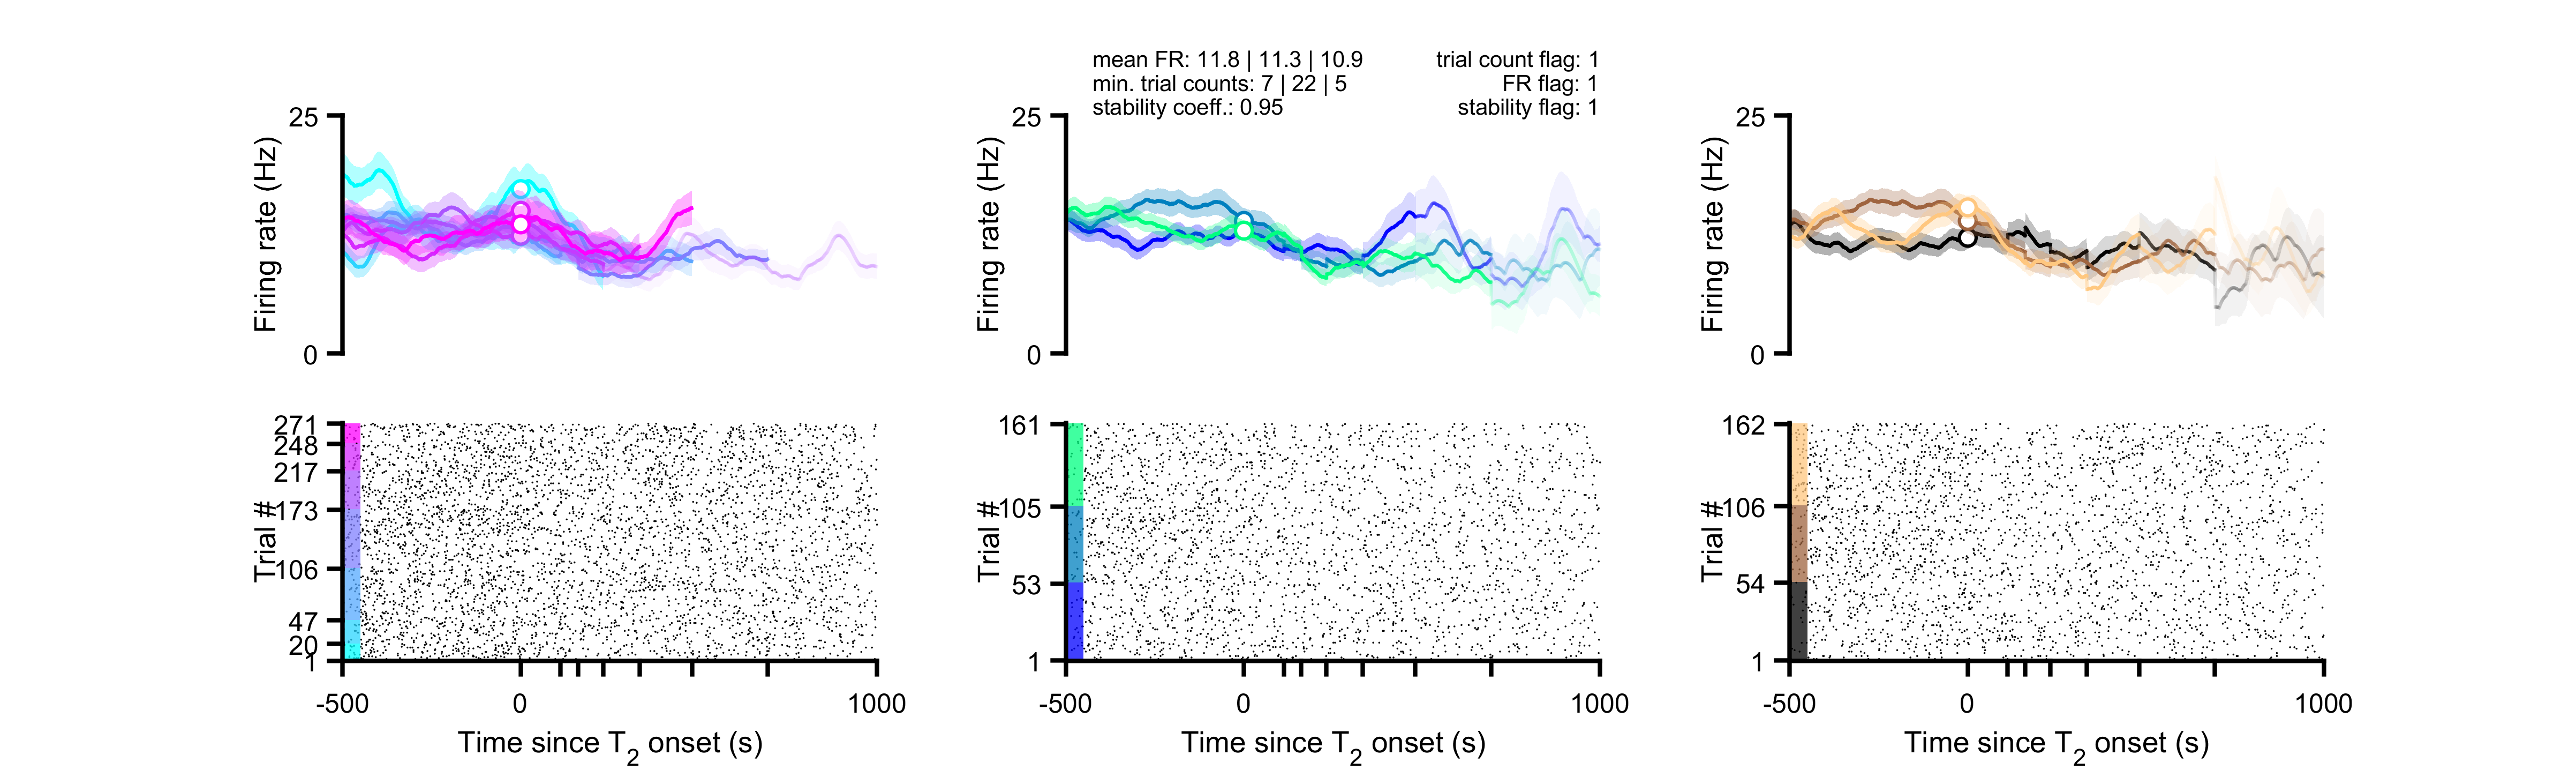 mean FR: 11.8 | 11.3 | 10.9
min. trial counts: 7 | 22 | 5
stability coeff.: 0.95
trial count flag: 1
FR flag: 1
stability flag: 1
25
0
Firing rate (Hz)
25
0
Firing rate (Hz)
25
0
Firing rate (Hz)
271
248
217
173
106
47
20
1
Trial #
-500
0
1000
Time since T2 onset (s)
161
105
53
1
Trial #
-500
0
1000
Time since T2 onset (s)
162
106
54
1
Trial #
-500
0
1000
Time since T2 onset (s)